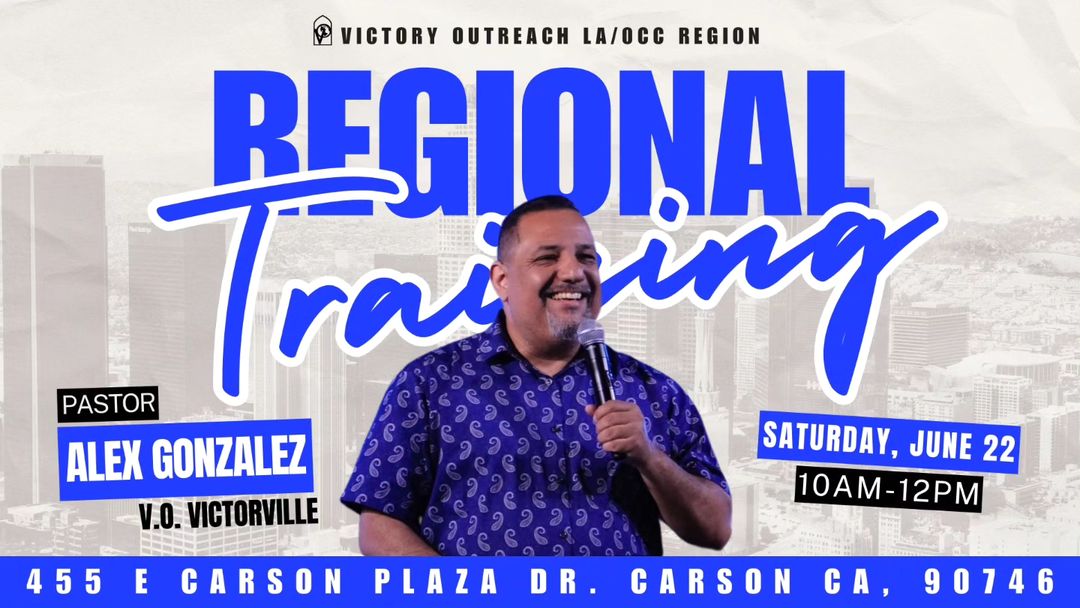 VICTORY OUTREACH LA/OCC REGION
REGIONAL
Training
PASTOR
ALEX GONZALEZ
V.O. VICTORVILLE
SATURDAY, JUNE 22
10AM-12PM
455 E CARSON PLAZA DR. CARSON CA, 90746